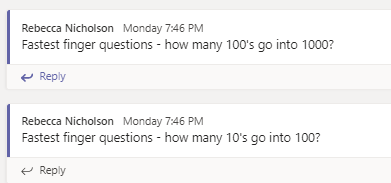 Rebecca Nicholson Monday 7:46 PM
Fastest finger questions - how many 100's go into 1000?
Reply
Rebecca Nicholson Monday 7:46 PM
Fastest finger questions - how many 10's go into 100?
Reply